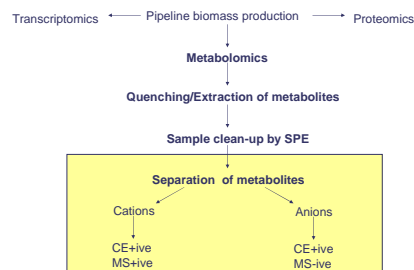 Transcriptomics Pipeline biomass production Proteomics
Metabolomics
Quenching/Extraction of metabolites
Sample clean-up by SPE
Separation of metabolites
Cations Anions
CE+ive CE+ive
MS+ive MS-ive